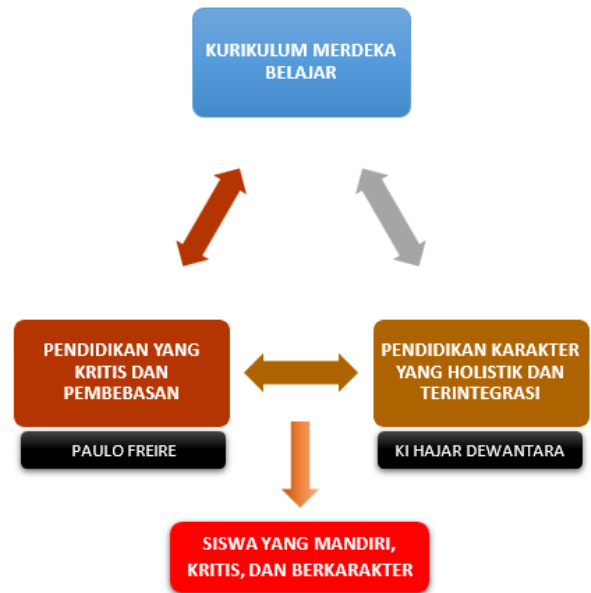 KURIKULUM MERDEKA
BELAJAR
PENDIDIKAN YANG
KRITIS DAN
PEMBEBASAN
PENDIDIKAN KARAKTER
YANG HOLISTIK DAN
TERINTEGRASI
PAULO FREIRE
KI HAJAR DEWANTARA
SISWA YANG MANDIRI,
KRITIS, DAN BERKARAKTER